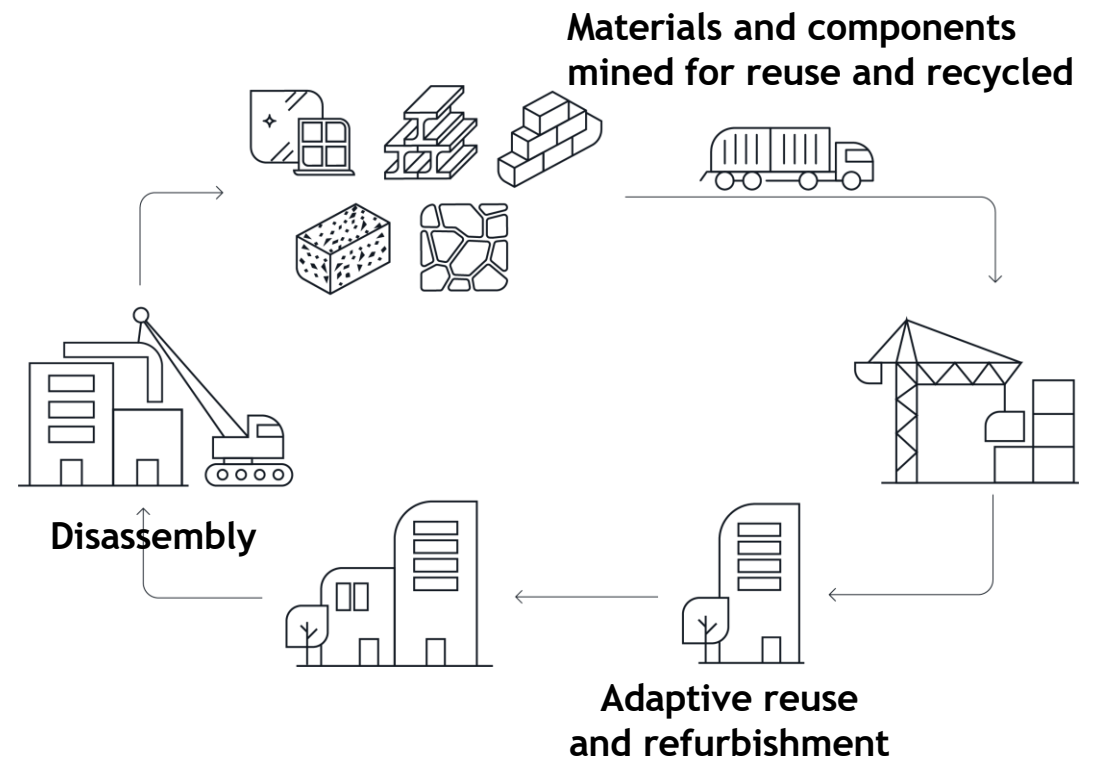 Materials and components
mined for reuse and recycled
Disassembly
Adaptive reuse
and refurbishment